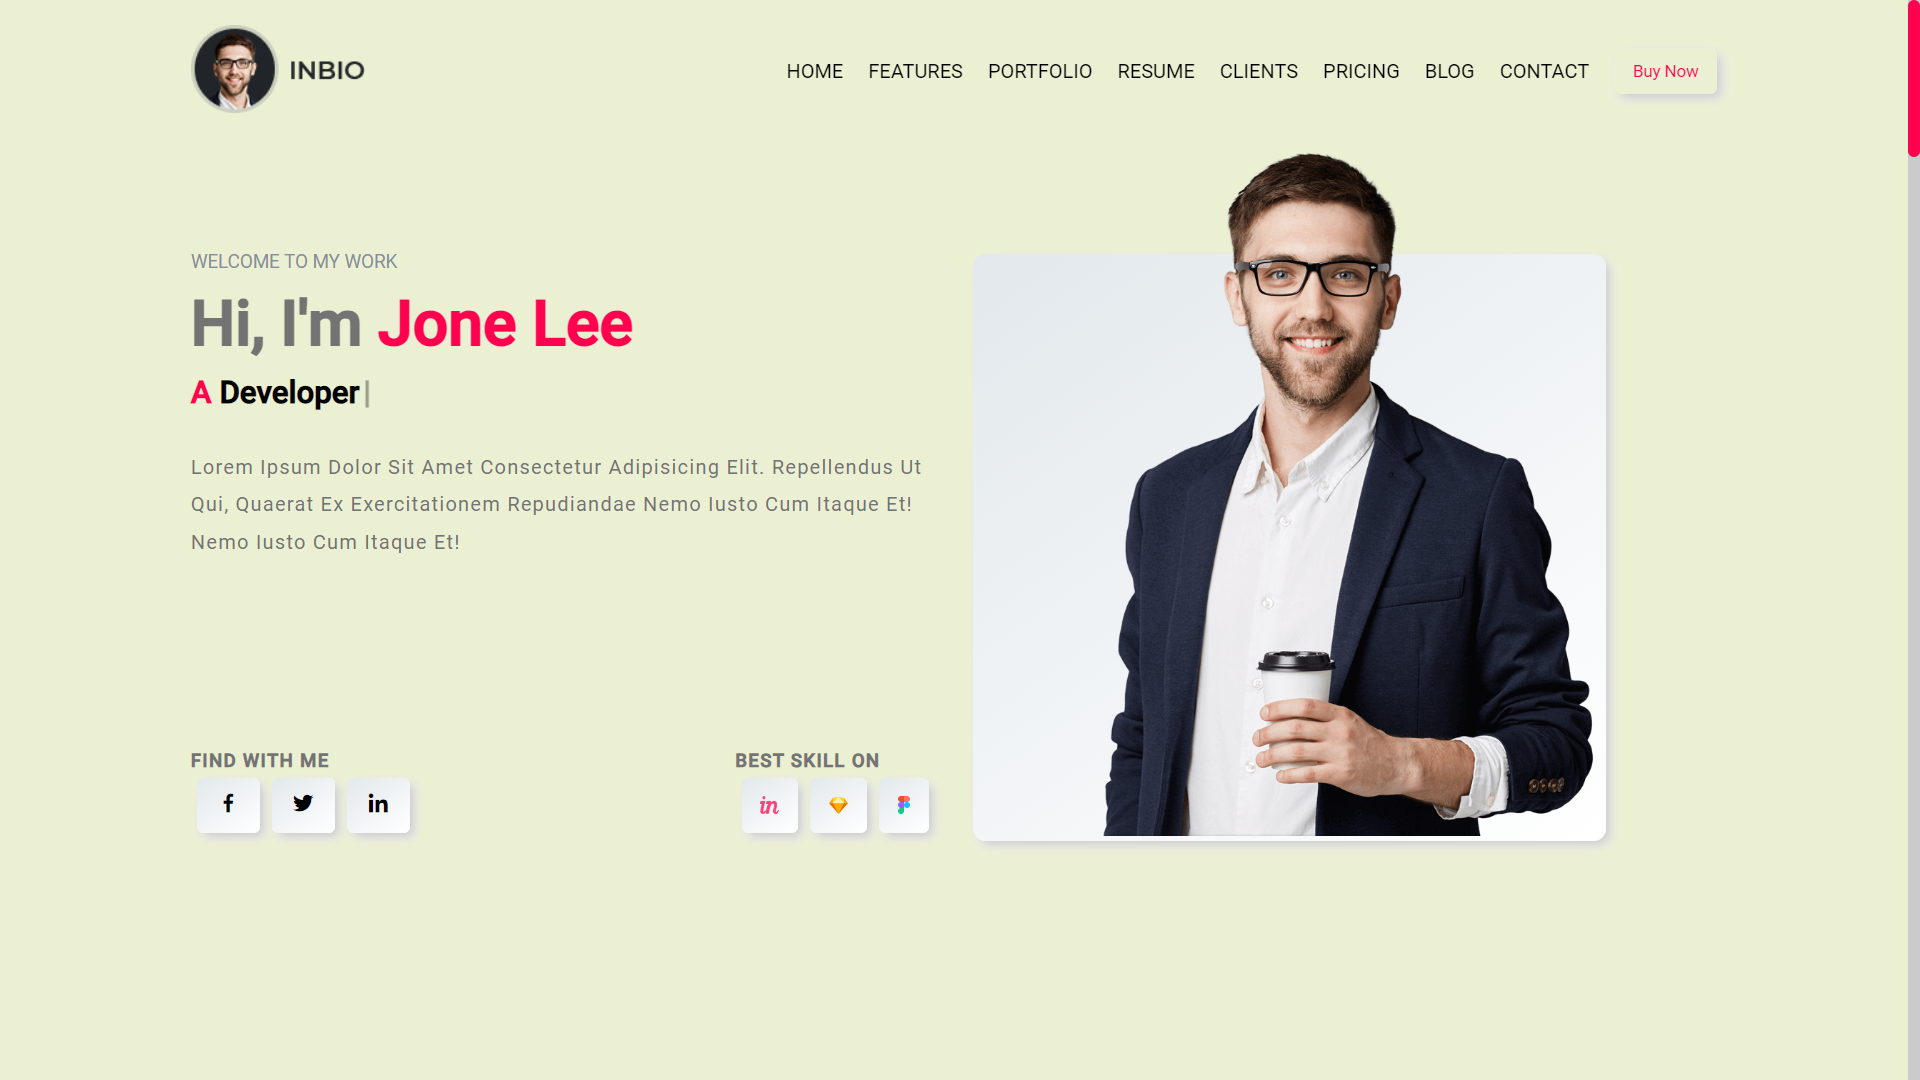 INBIO
HOME FEATURES PORTFOLIO RESUME CLIENTS PRICING BLOG CONTACT Buy Now
WELCOME TO MY WORK
Hi, I'm Jone Lee
A Developer|
Lorem Ipsum Dolor Sit Amet Consectetur Adipisicing Elit. Repellendus Ut
Qui, Quaerat Ex Exercitationem Repudiandae Nemo Iusto Cum Itaque Et!
Nemo Iusto Cum Itaque Et!
FIND WITH ME
f in
BEST SKILL ON
in